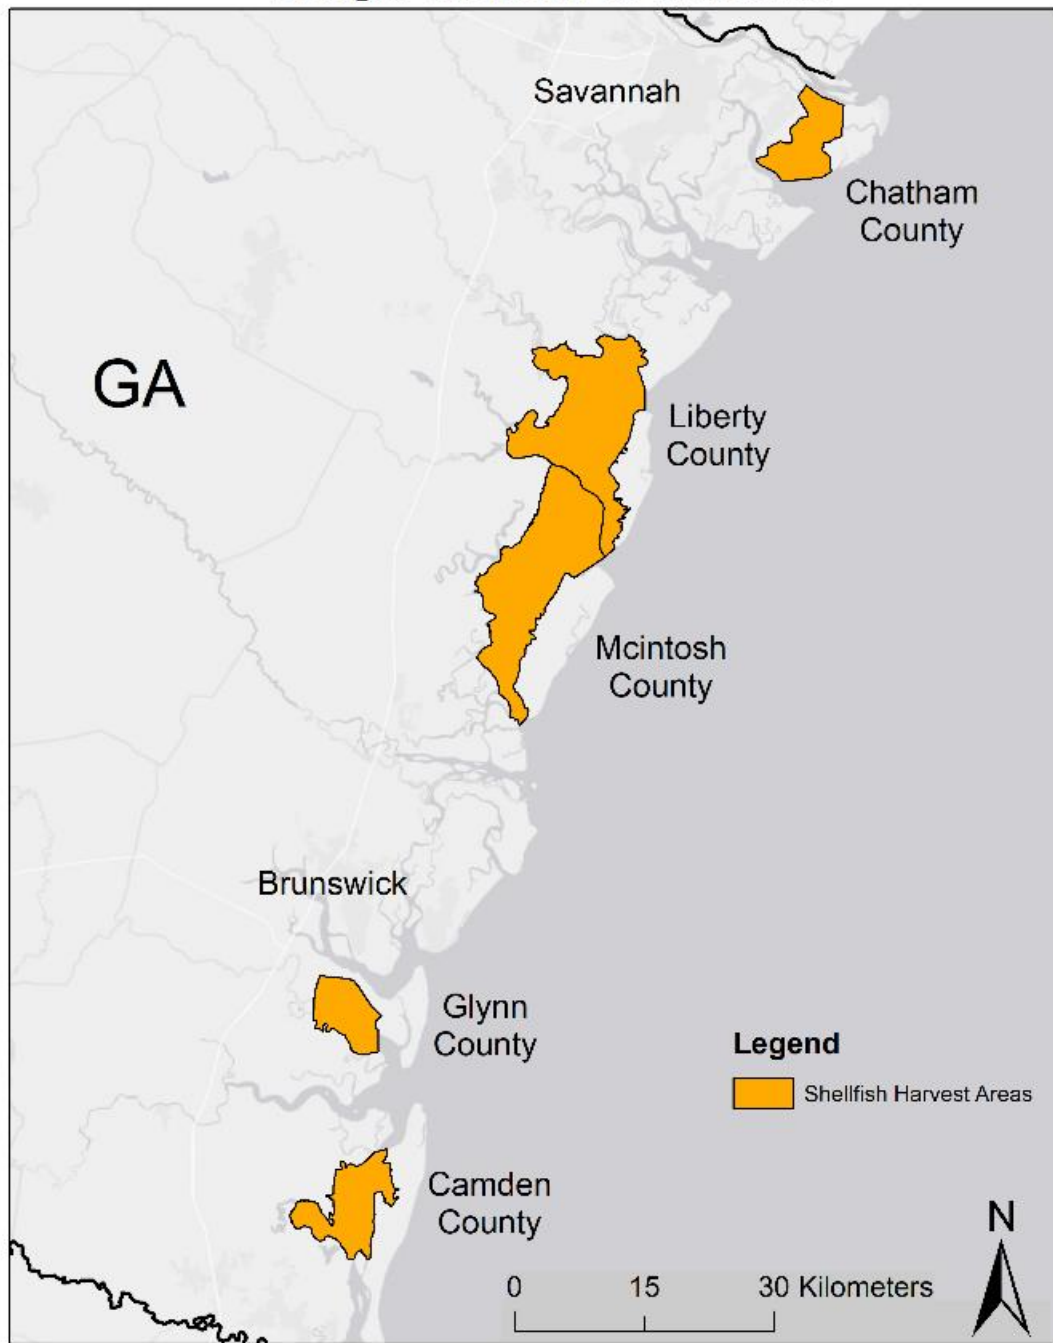 Savannah
Chatham
County
GA
Liberty
County
Mcintosh
County
Brunswick
Glynn
County
Legend
Shellfish Harvest Areas
Camden
County
N
0 15 30 Kilometers